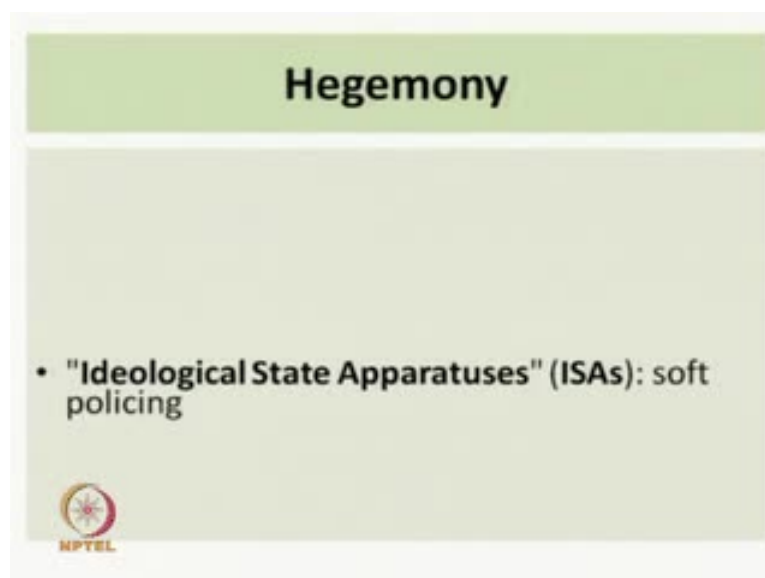 Hegemony
• "Ideological State Apparatuses" (ISAs): soft
policing
NPTEL